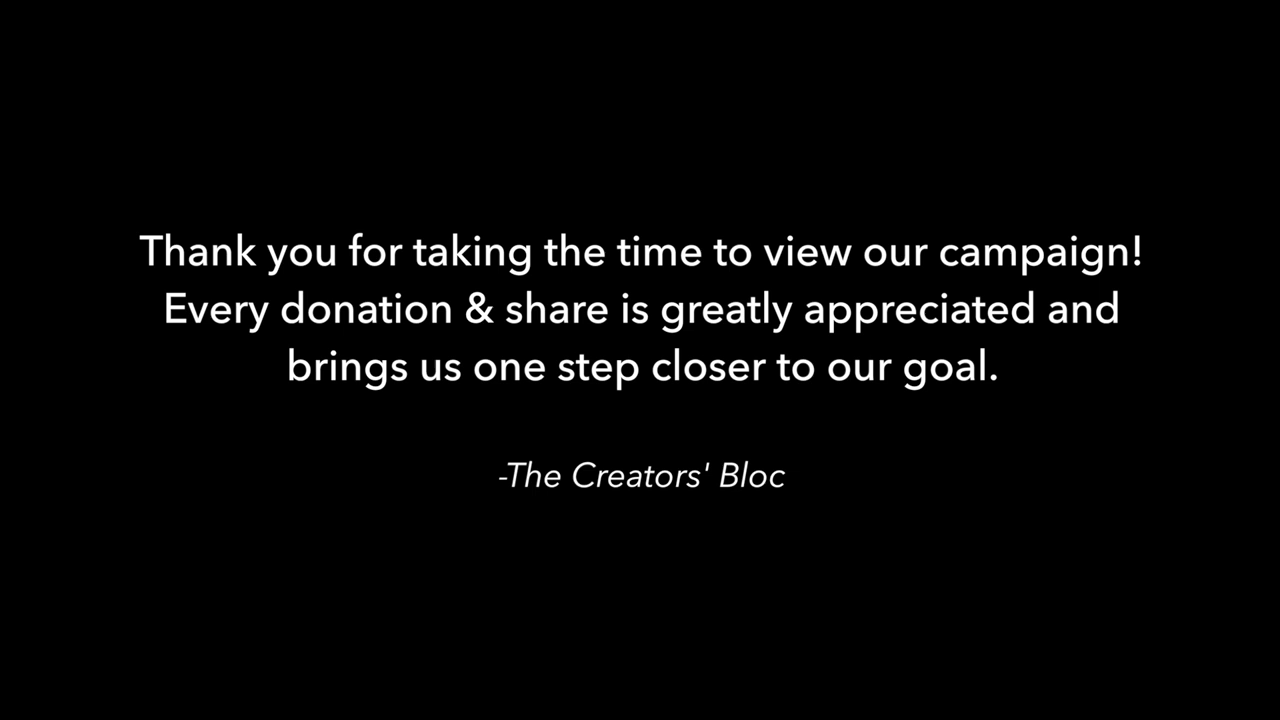 Thank you for taking the time to view our campaign!
Every donation & share is greatly appreciated and
brings us one step closer to our goal.
-The Creators' Bloc